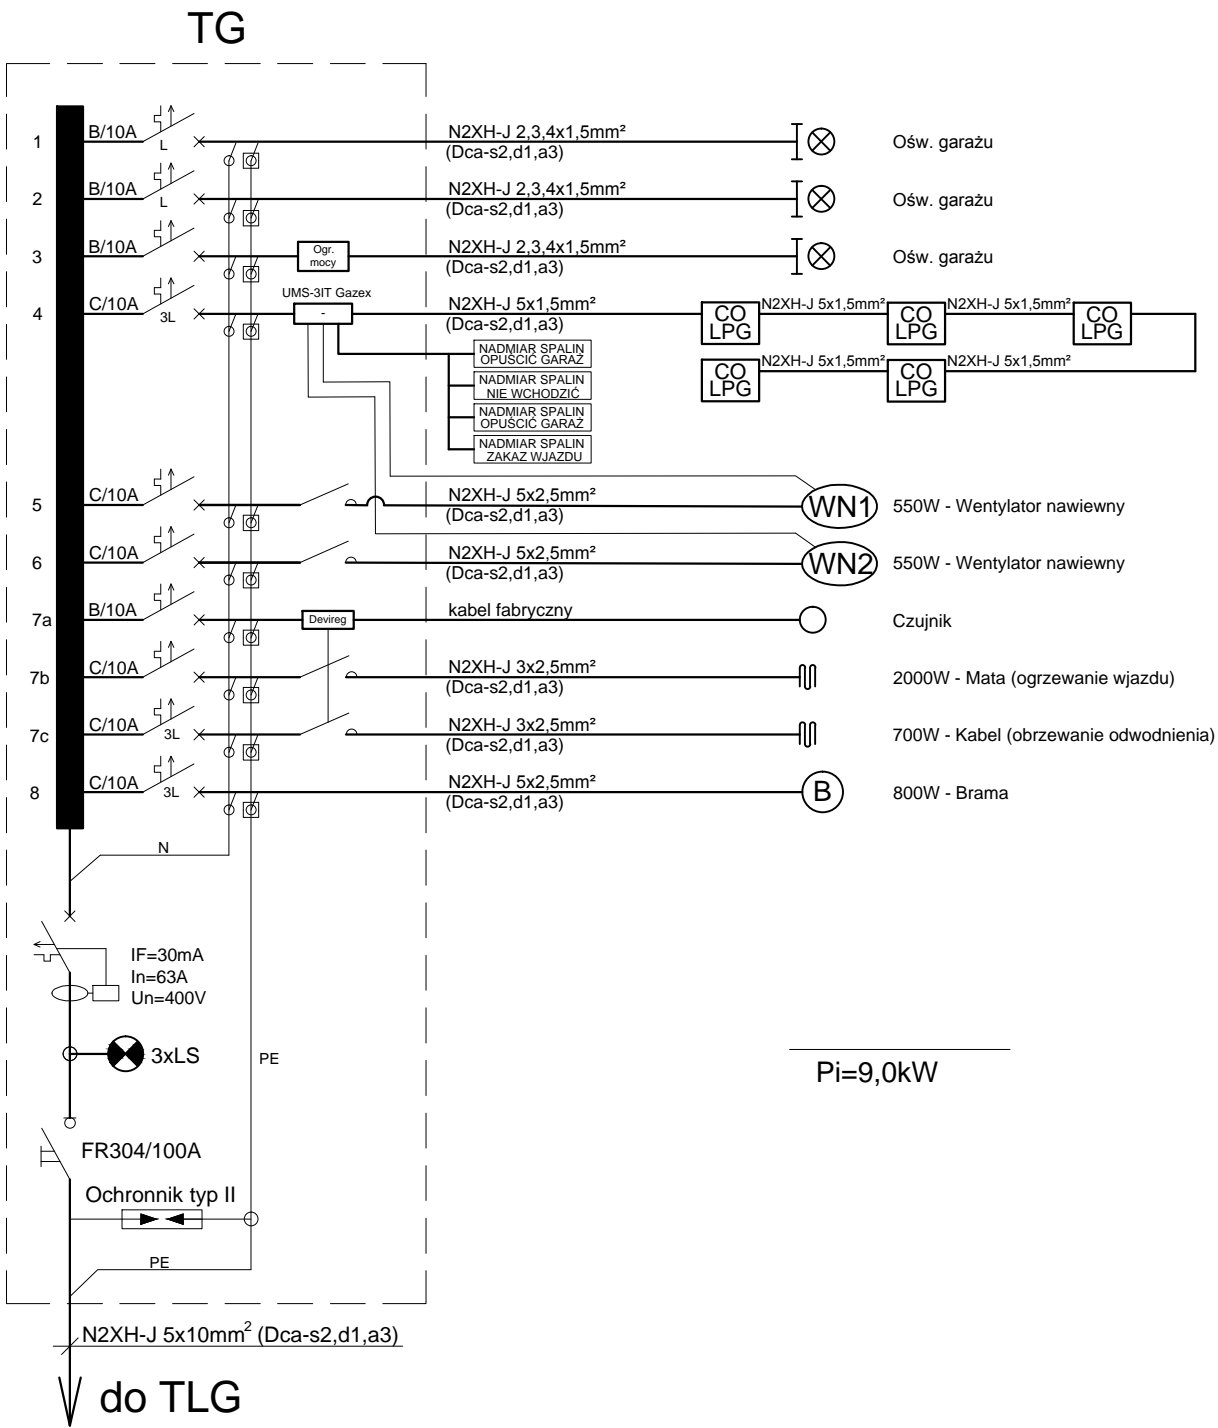 TG
1
B/10A
L
N2XH-J 2,3,4x1,5mm²
(Dca-s2,d1,a3)
Ośw. garażu
2
B/10A
L
N2XH-J 2,3,4x1,5mm²
(Dca-s2,d1,a3)
Ośw. garażu
3
B/10A
Ogr.
mocy
N2XH-J 2,3,4x1,5mm²
(Dca-s2,d1,a3)
Ośw. garażu
4
C/10A
3L
UMS-3IT Gazex
-
N2XH-J 5x1,5mm²
(Dca-s2,d1,a3)
CO
LPG
N2XH-J 5x1,5mm²
CO
LPG
N2XH-J 5x1,5mm²
CO
LPG
CO
LPG
N2XH-J 5x1,5mm²
CO
LPG
N2XH-J 5x1,5mm²
NADMIAR SPALIN
OPUŚCIĆ GARAŻ
NADMIAR SPALIN
NIE WCHODZIĆ
NADMIAR SPALIN
OPUŚCIĆ GARAŻ
NADMIAR SPALIN
ZAKAZ WJAZDU
5
C/10A
N2XH-J 5x2,5mm²
(Dca-s2,d1,a3)
WN1
550W - Wentylator nawiewny
6
C/10A
N2XH-J 5x2,5mm²
(Dca-s2,d1,a3)
WN2
550W - Wentylator nawiewny
7a
B/10A
Devireg
kabel fabryczny
Czujnik
7b
C/10A
N2XH-J 3x2,5mm²
(Dca-s2,d1,a3)
2000W - Mata (ogrzewanie wjazdu)
7c
C/10A
3L
N2XH-J 3x2,5mm²
(Dca-s2,d1,a3)
700W - Kabel (obrzewanie odwodnienia)
8
C/10A
3L
N2XH-J 5x2,5mm²
(Dca-s2,d1,a3)
B
800W - Brama
N
IF=30mA
In=63A
Un=400V
3xLS
PE
Pi=9,0kW
FR304/100A
Ochronnik typ II
PE
N2XH-J 5x10mm² (Dca-s2,d1,a3)
do TLG